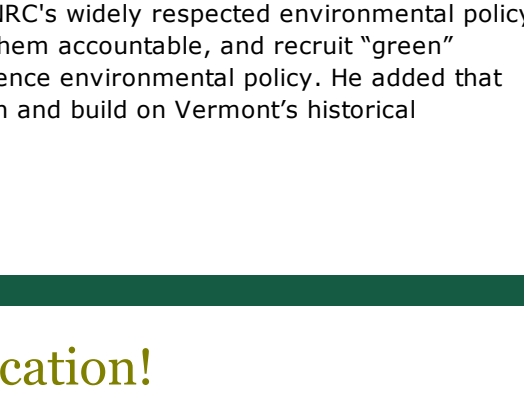 NRC's widely respected environmental policy
hem accountable, and recruit “green”
ence environmental policy. He added that
n and build on Vermont’s historical
cation!